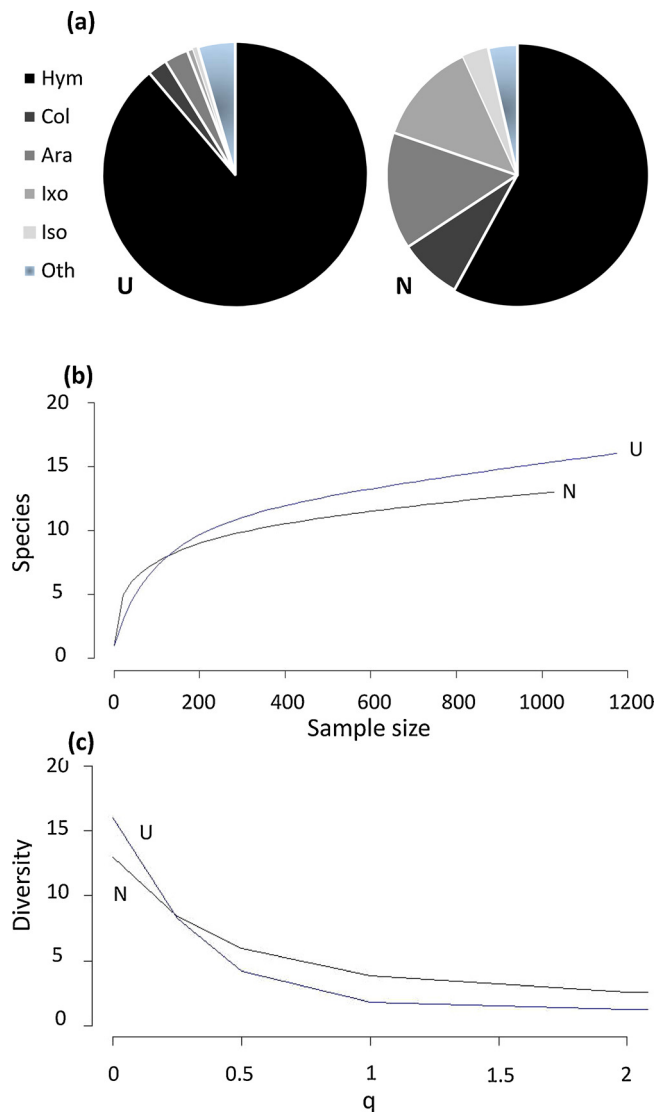 (a)
Hym
Col
Ara
Ixo
Iso
Oth
U
N
(b)
20
15
10
5
0
Species
U
N
0 200 400 600 800 1000 1200
Sample size
(c)
20
15
10
5
0
Diversity
U
N
0 0.5 1 1.5 2
q